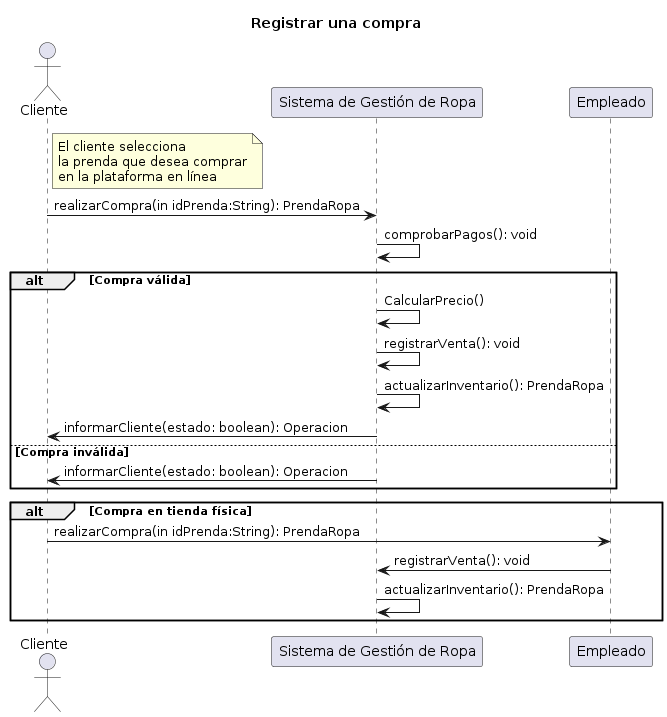 Registrar una compra
Cliente
Sistema de Gestión de Ropa
Empleado
El cliente selecciona
la prenda que desea comprar
en la plataforma en línea
realizarCompra(in idPrenda:String): PrendaRopa
comprobarPagos(): void
alt
[Compra válida]
CalcularPrecio()
registrarVenta(): void
actualizarInventario(): PrendaRopa
informarCliente(estado: boolean): Operacion
[Compra inválida]
informarCliente(estado: boolean): Operacion
alt
[Compra en tienda física]
realizarCompra(in idPrenda:String): PrendaRopa
registrarVenta(): void
actualizarInventario(): PrendaRopa
Cliente
Sistema de Gestión de Ropa
Empleado